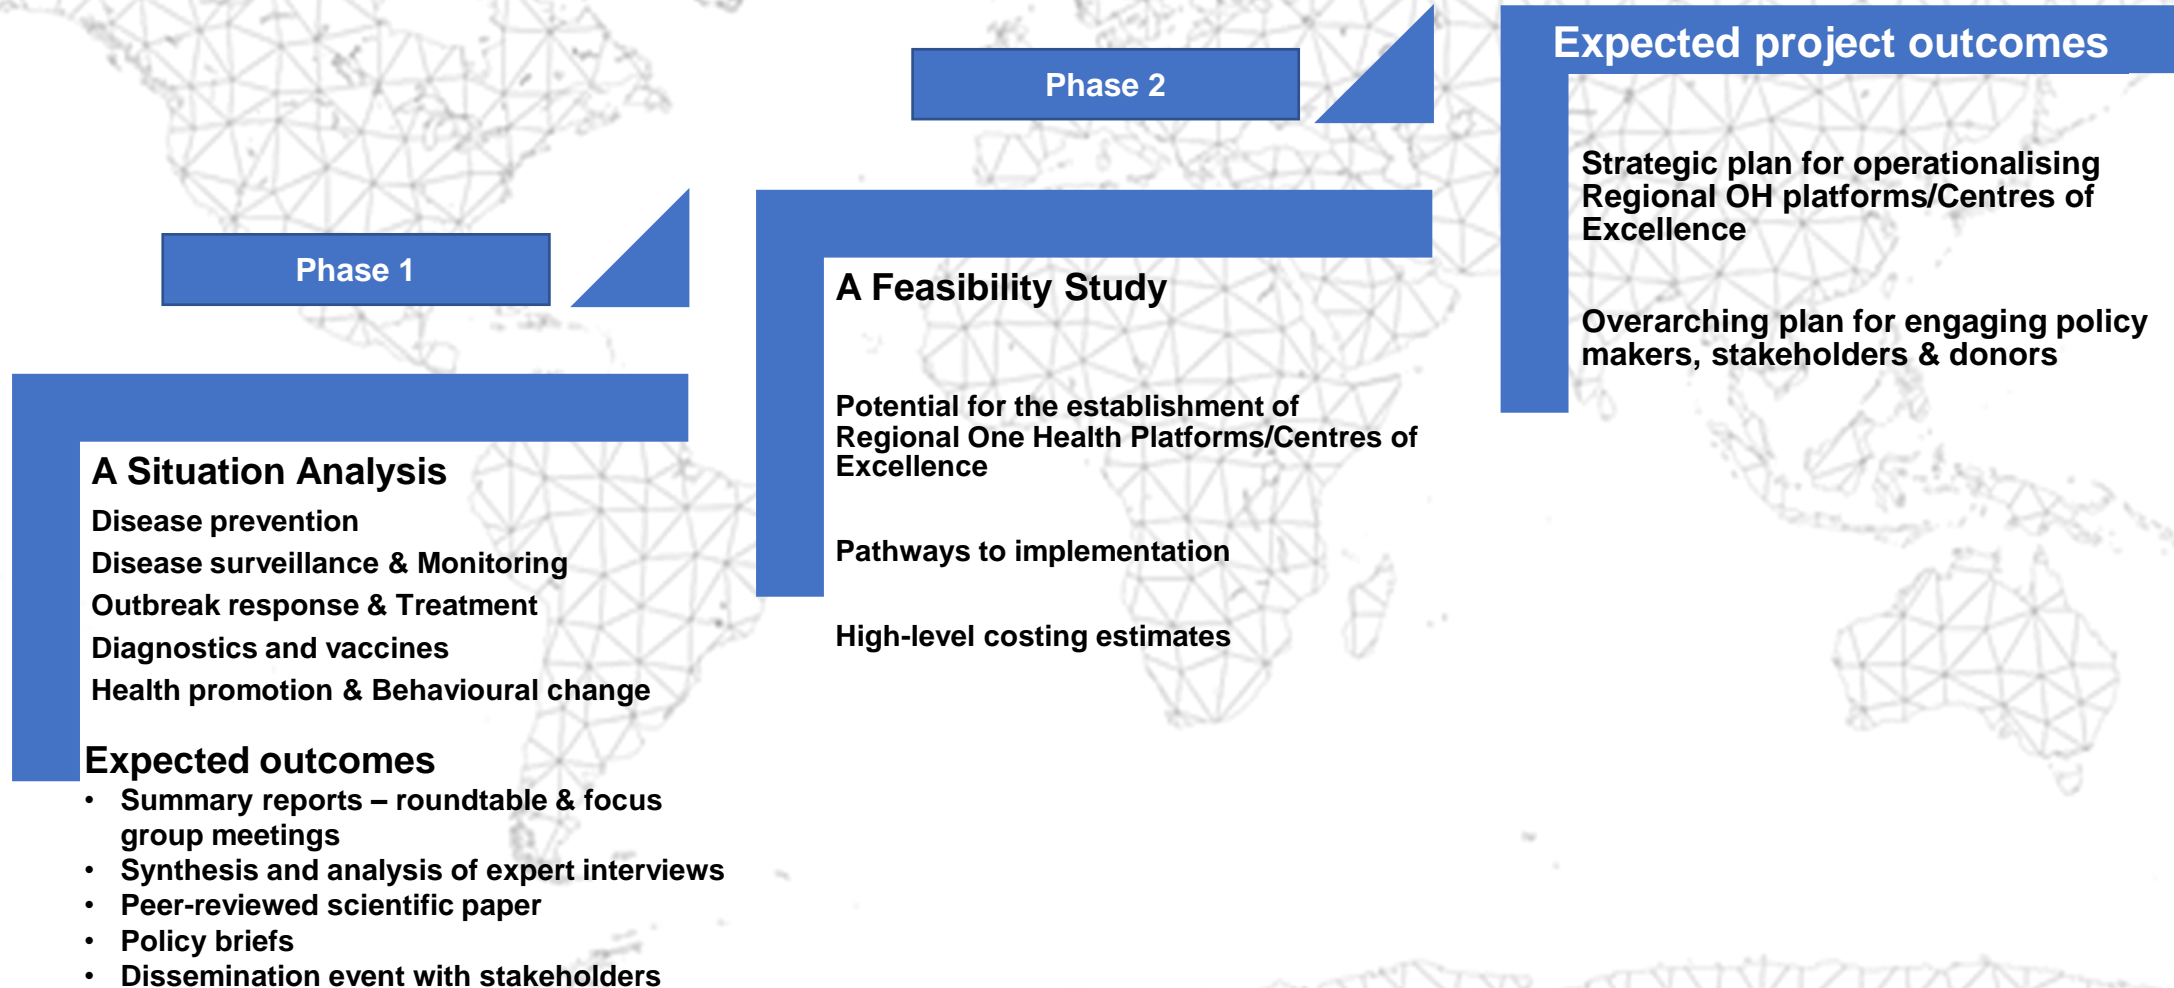 Phase 1
A Situation Analysis
Disease prevention
Disease surveillance & Monitoring
Outbreak response & Treatment
Diagnostics and vaccines
Health promotion & Behavioural change
Expected outcomes
• Summary reports – roundtable & focus
group meetings
• Synthesis and analysis of expert interviews
• Peer-reviewed scientific paper
• Policy briefs
• Dissemination event with stakeholders
Phase 2
A Feasibility Study
Potential for the establishment of
Regional One Health Platforms/Centres of
Excellence
Pathways to implementation
High-level costing estimates
Expected project outcomes
Strategic plan for operationalising
Regional OH platforms/Centres of
Excellence
Overarching plan for engaging policy
makers, stakeholders & donors